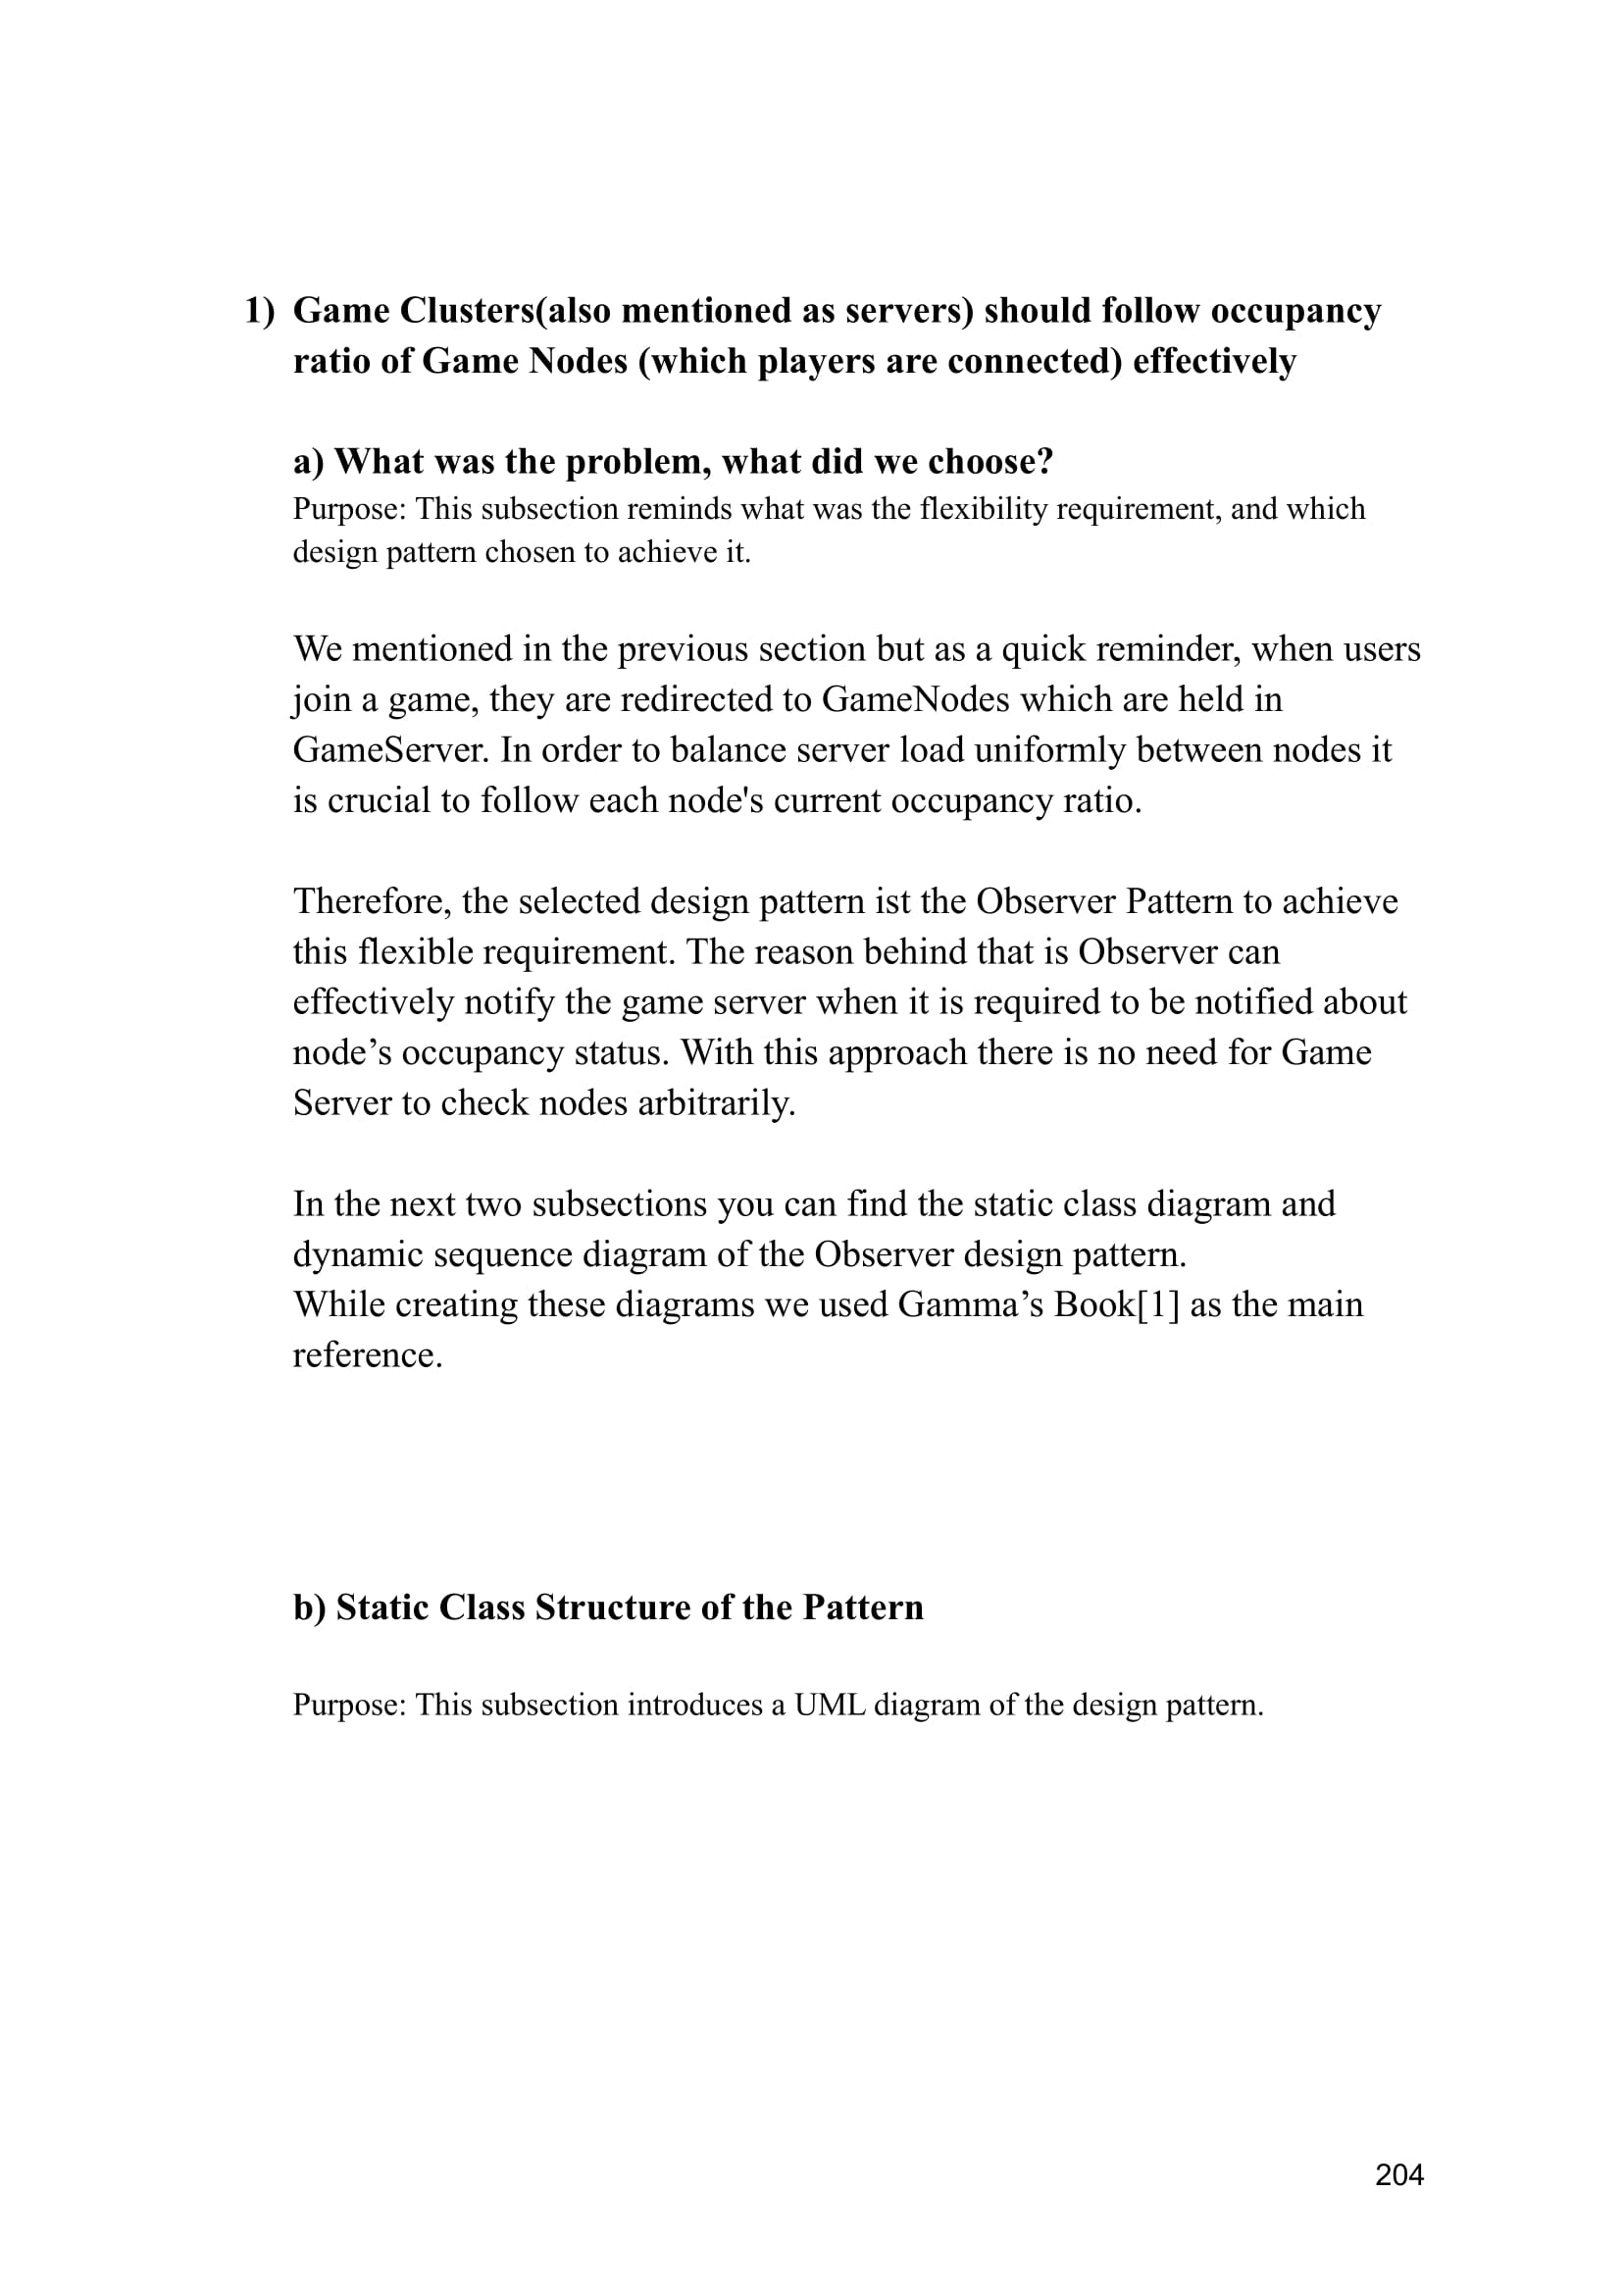 1) Game Clusters(also mentioned as servers) should follow occupancy
ratio of Game Nodes (which players are connected) effectively
a) What was the problem, what did we choose?
Purpose: This subsection reminds what was the flexibility requirement, and which
design pattern chosen to achieve it.
We mentioned in the previous section but as a quick reminder, when users
join a game, they are redirected to GameNodes which are held in
GameServer. In order to balance server load uniformly between nodes it
is crucial to follow each node's current occupancy ratio.
Therefore, the selected design pattern ist the Observer Pattern to achieve
this flexible requirement. The reason behind that is Observer can
effectively notify the game server when it is required to be notified about
node’s occupancy status. With this approach there is no need for Game
Server to check nodes arbitrarily.
In the next two subsections you can find the static class diagram and
dynamic sequence diagram of the Observer design pattern.
While creating these diagrams we used Gamma’s Book[1] as the main
reference.
b) Static Class Structure of the Pattern
Purpose: This subsection introduces a UML diagram of the design pattern.
204